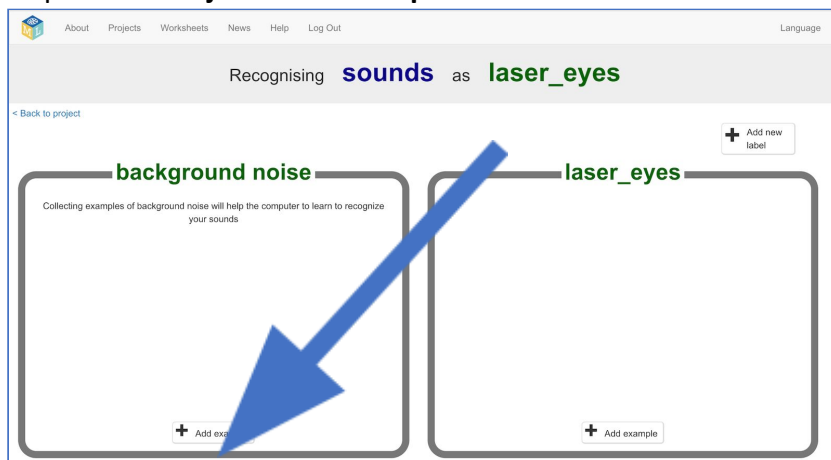 About Projects Worksheets News Help Log Out Language
Recognising sounds as laser_eyes
< Back to project
Add new
label
background noise
Collecting examples of background noise will help the computer to learn to recognize
your sounds
Add
laser_eyes
Add example